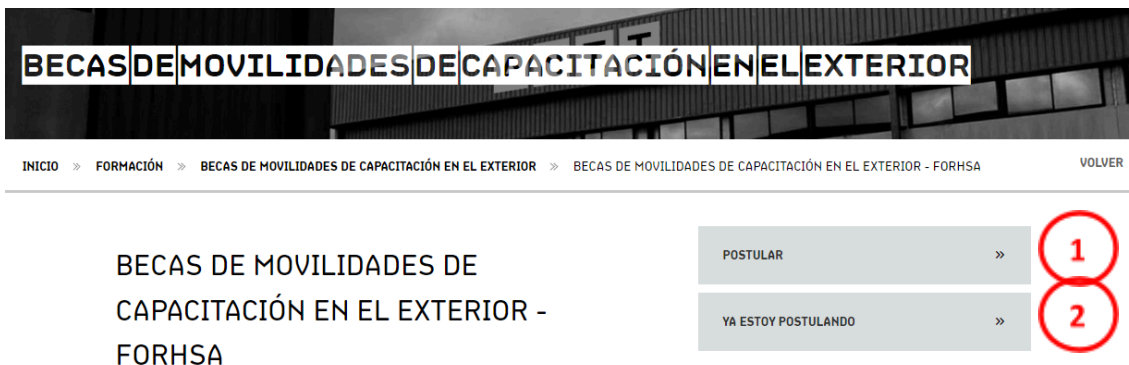 BECAS DE MOVILIDADES DE CAPACITACIÓN EN EL EXTERIOR
INICIO » FORMACIÓN » BECAS DE MOVILIDADES DE CAPACITACIÓN EN EL EXTERIOR » BECAS DE MOVILIDADES DE CAPACITACIÓN EN EL EXTERIOR - FORHSA VOLVER
BECAS DE MOVILIDADES DE
CAPACITACIÓN EN EL EXTERIOR -
FORHSA
POSTULAR » 1
YA ESTOY POSTULANDO » 2